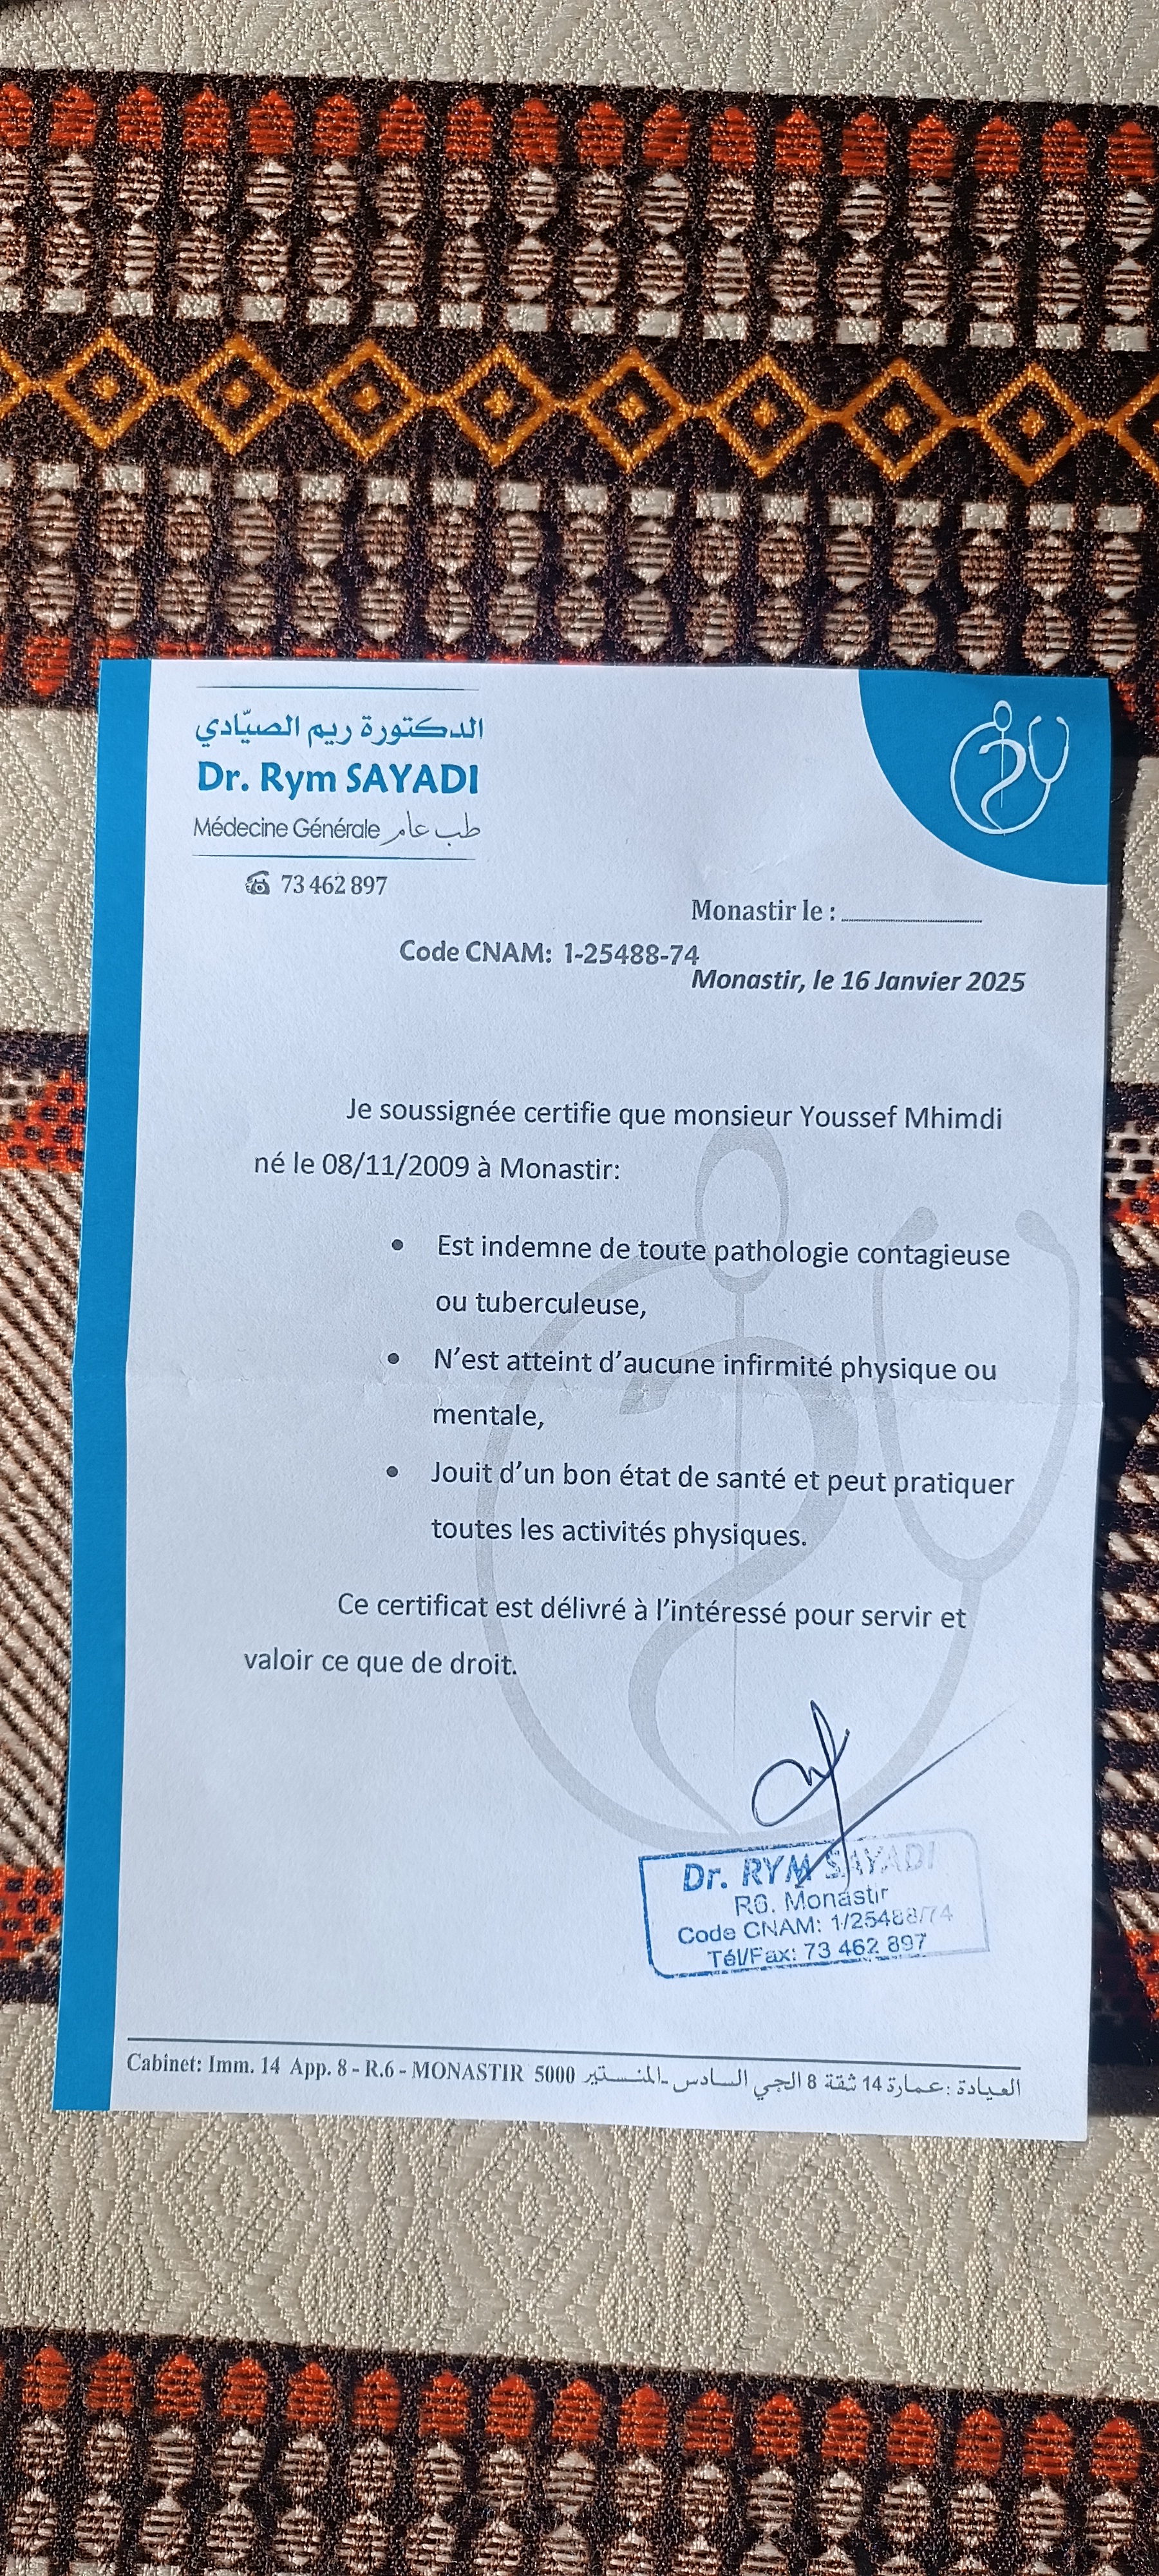 الدكتورة ريم الصيّادي
Dr. Rym SAYADI
Médecine Générale طب عام
73 462 897
Monastir le :
Code CNAM: 1-25488-74
Monastir, le 16 Janvier 2025
Je soussignée certifie que monsieur Youssef Mhimdi
né le 08/11/2009 à Monastir:
• Est indemne de toute pathologie contagieuse
ou tuberculeuse,
• N’est atteint d’aucune infirmité physique ou
mentale,
• Jouit d’un bon état de santé et peut pratiquer
toutes les activités physiques.
Ce certificat est délivré à l’intéressé pour servir et
valoir ce que de droit.
Dr. RYM SAYADI
RG. Monastir
Code CNAM: 1/25488/74
Tél/Fax: 73 462 897
Cabinet: Imm. 14 App. 8 - R.6 - MONASTIR 5000 العيادة : عمارة 14 شقة 8 الحي السادس - المنستير